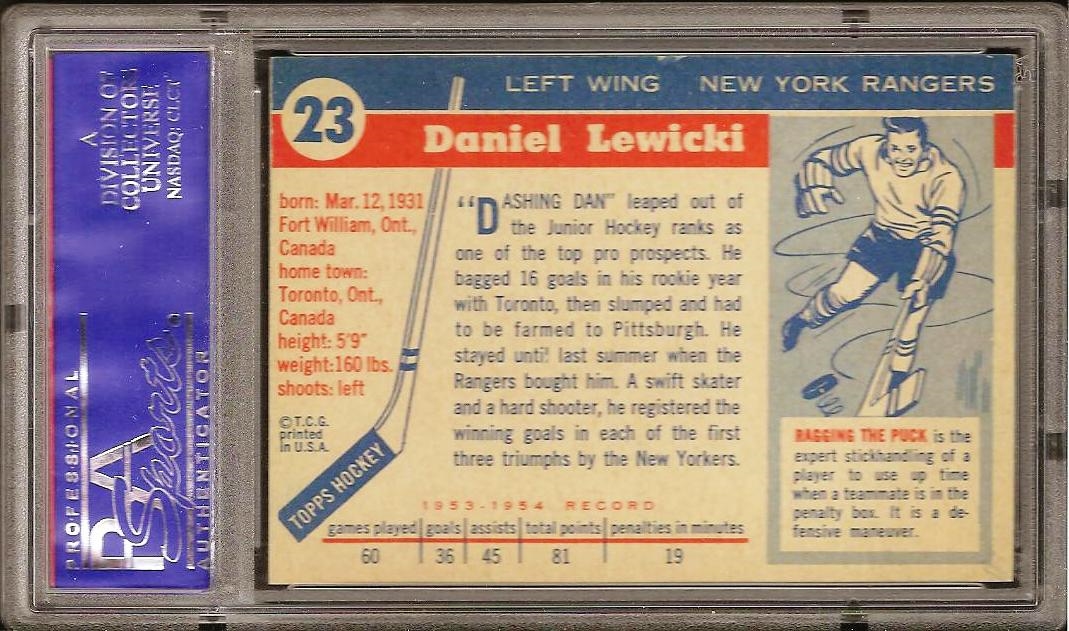 A
DIVISION OF
COLLECTORS
UNIVERSE
NASDAQ: CLCT
PROFESSIONAL
PSA
Sports
AUTHENTICATOR
23
LEFT WING NEW YORK RANGERS
Daniel Lewicki
born: Mar. 12, 1931
Fort William, Ont.,
Canada
home town:
Toronto, Ont.,
Canada
height: 5'9"
weight:160 lbs.
shoots: left
© T.C.G.
printed
in U.S.A.
TOPPS HOCKEY
"DASHING DAN" leaped out of
the Junior Hockey ranks as
one of the top pro prospects. He
bagged 16 goals in his rookie year
with Toronto, then slumped and had
to be farmed to Pittsburgh. He
stayed until last summer when the
Rangers bought him. A swift skater
and a hard shooter, he registered the
winning goals in each of the first
three triumphs by the New Yorkers.
1953-1954 RECORD
games played goals assists total points penalties in minutes
60 36 45 81 19
RAGGING THE PUCK is the
expert stickhandling of a
player to use up time
when a teammate is in the
penalty box. It is a de-
fensive maneuver.